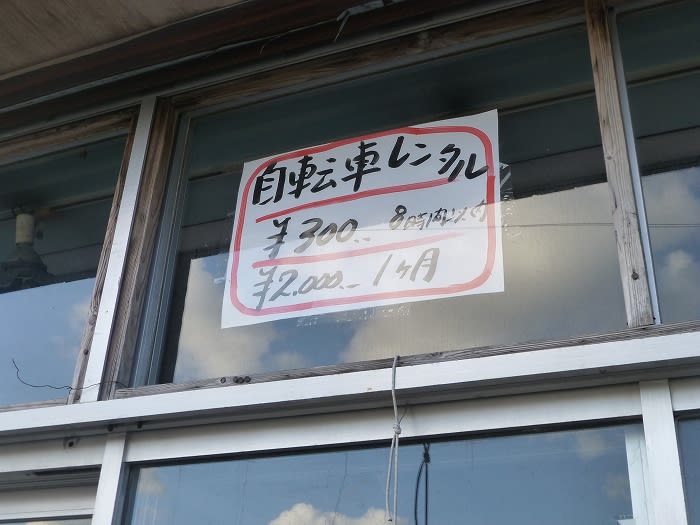 自転車レンタル
¥300.- 8時間以内
¥2.000.- 1ヶ月